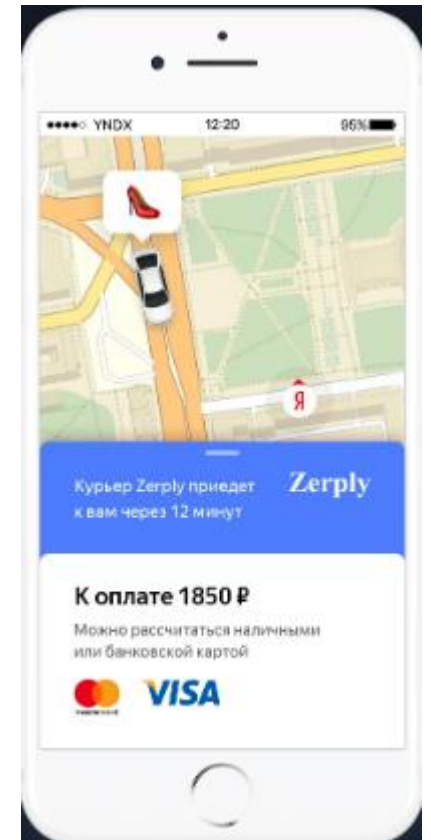 YNDX 12:20 95%
Я
Курьер Zerply приедет
к вам через 12 минут
Zerply
К оплате 1850 ₽
Можно рассчитаться наличными
или банковской картой
VISA